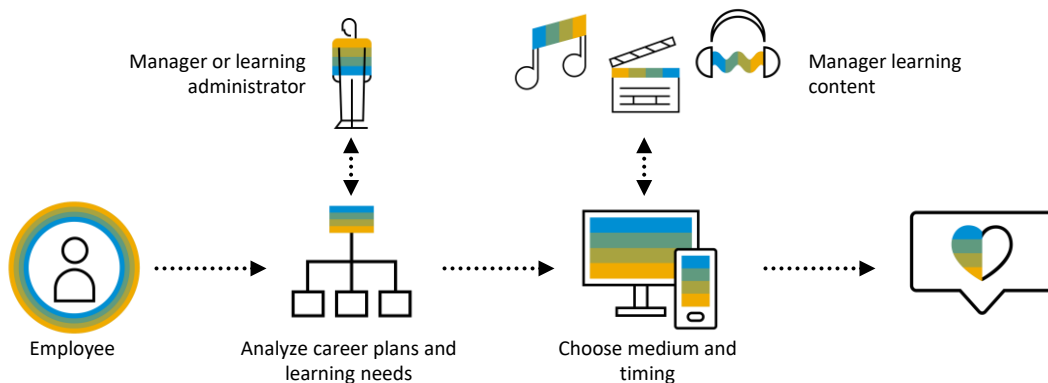 Manager or learning
administrator
Manager learning
content
Employee
Analyze career plans and
learning needs
Choose medium and
timing